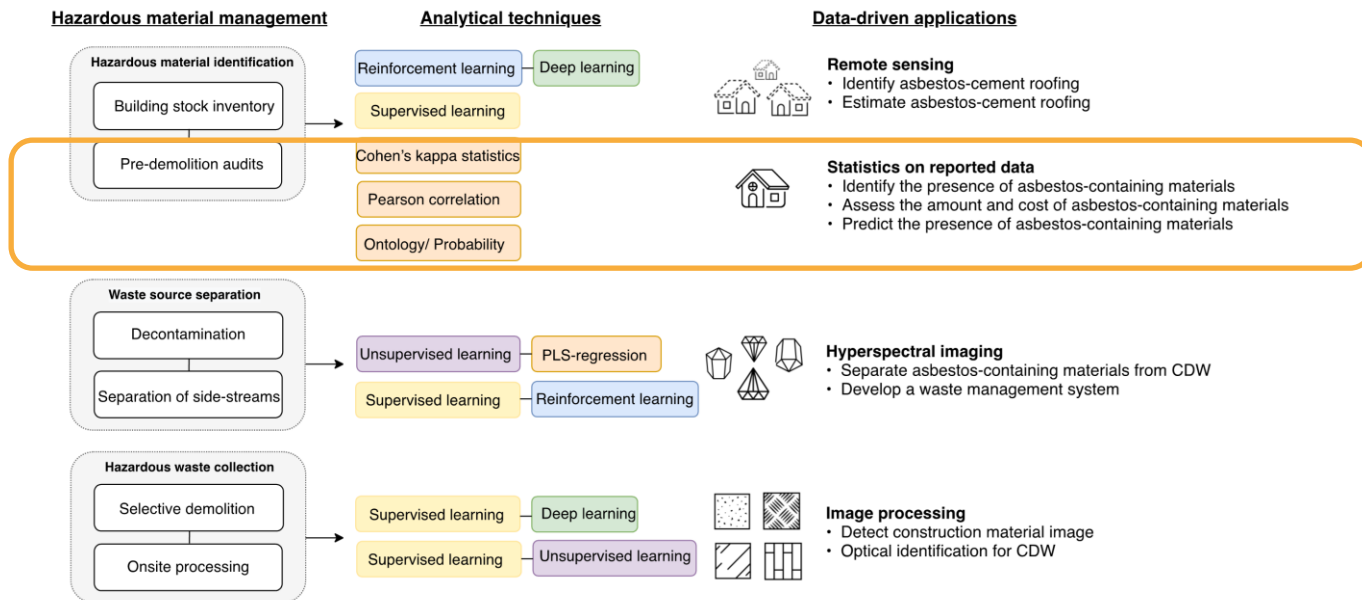 Hazardous material management
Analytical techniques
Data-driven applications
Hazardous material identification
Building stock inventory
Pre-demolition audits
Reinforcement learning
Deep learning
Supervised learning
Cohen's kappa statistics
Pearson correlation
Ontology/ Probability
Remote sensing
• Identify asbestos-cement roofing
• Estimate asbestos-cement roofing
Statistics on reported data
• Identify the presence of asbestos-containing materials
• Assess the amount and cost of asbestos-containing materials
• Predict the presence of asbestos-containing materials
Waste source separation
Decontamination
Separation of side-streams
Unsupervised learning
PLS-regression
Supervised learning
Reinforcement learning
Hyperspectral imaging
• Separate asbestos-containing materials from CDW
• Develop a waste management system
Hazardous waste collection
Selective demolition
Onsite processing
Supervised learning
Deep learning
Supervised learning
Unsupervised learning
Image processing
• Detect construction material image
• Optical identification for CDW